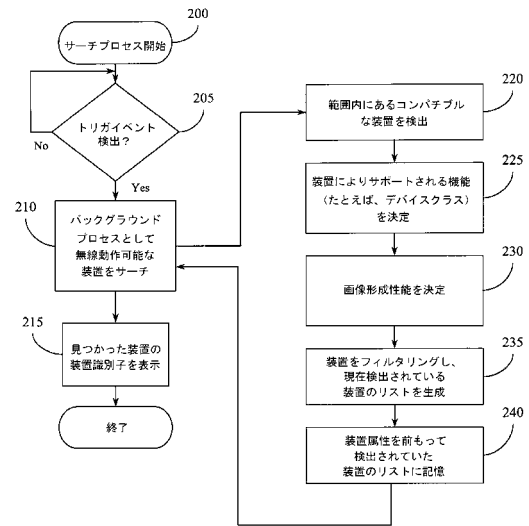 200
サーチプロセス開始
205
トリガイベント
検出？
No
Yes
210
バックグラウンド
プロセスとして
無線動作可能な
装置をサーチ
215
見つかった装置の
装置識別子を表示
終了
220
範囲内にあるコンパチブル
な装置を検出
225
装置によりサポートされる機能
（たとえば、デバイスクラス）
を決定
230
画像形成性能を決定
235
装置をフィルタリングし、
現在検出されている
装置のリストを生成
240
装置属性を前もって
検出されていた
装置のリストに記憶